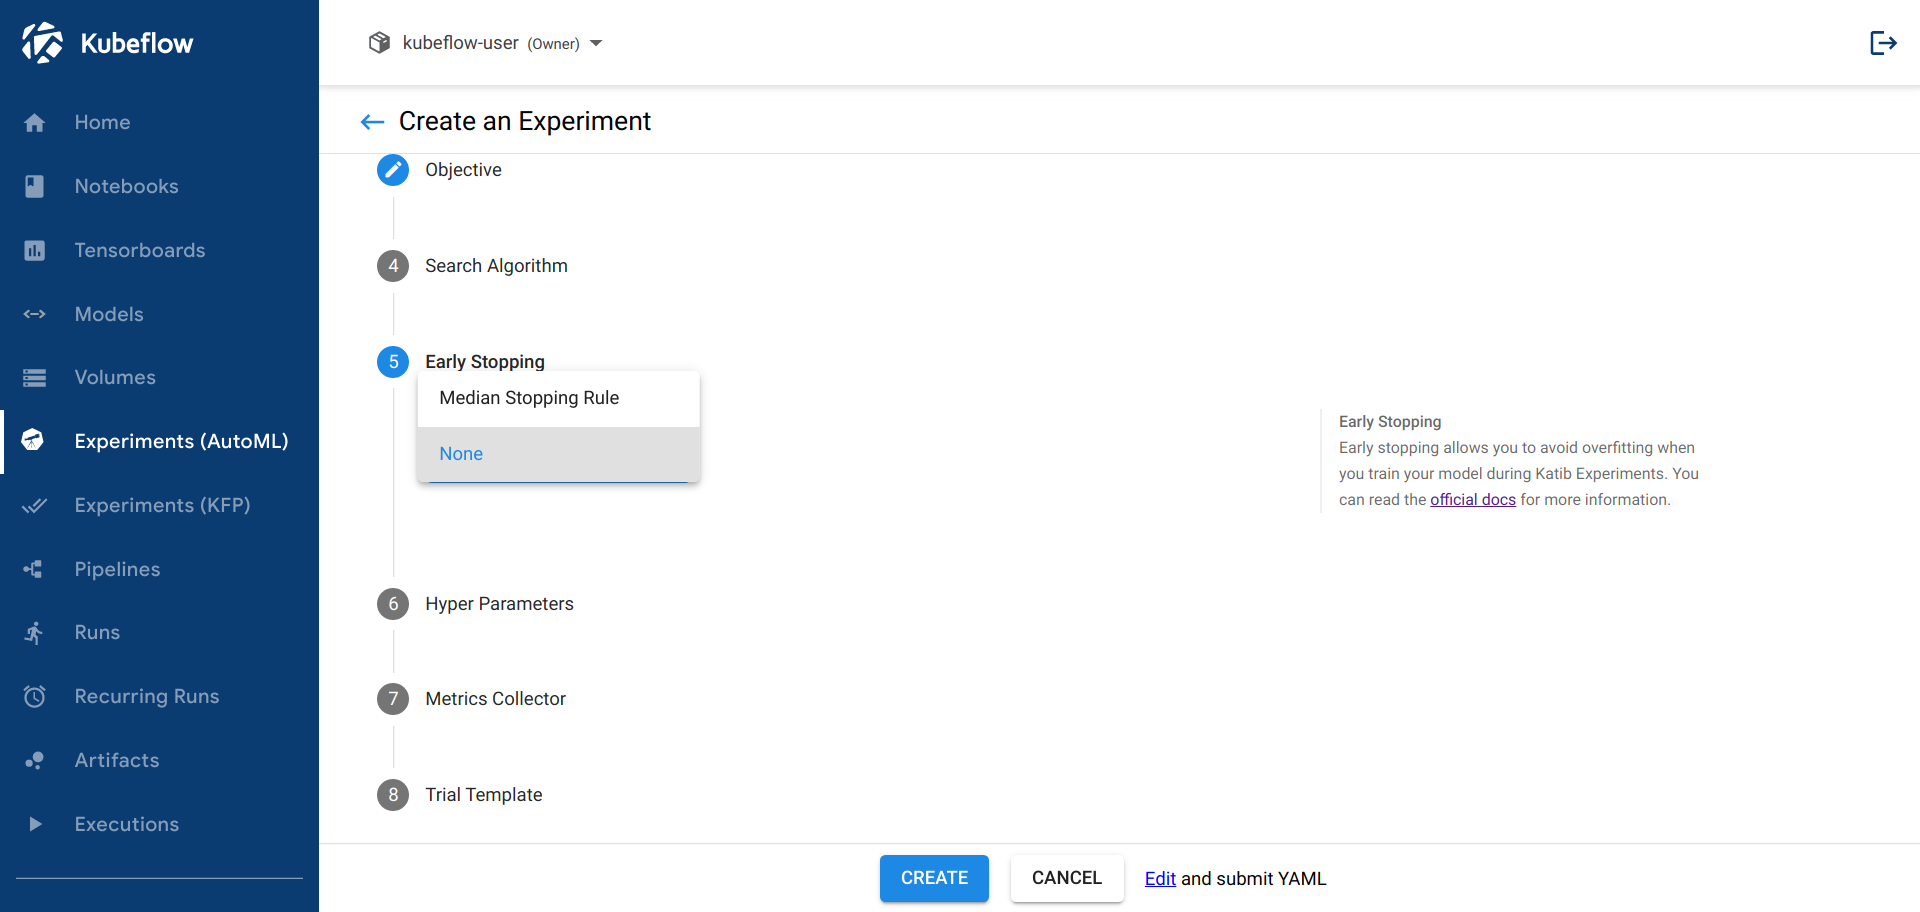 Kubeflow
Home
Notebooks
Tensorboards
Models
Volumes
Experiments (AutoML)
Experiments (KFP)
Pipelines
Runs
Recurring Runs
Artifacts
Executions
kubeflow-user (Owner)
Create an Experiment
Objective
4 Search Algorithm
5 Early Stopping
Median Stopping Rule
None
Early Stopping
Early stopping allows you to avoid overfitting when
you train your model during Katib Experiments. You
can read the official docs for more information.
6 Hyper Parameters
7 Metrics Collector
8 Trial Template
CREATE
CANCEL
Edit and submit YAML